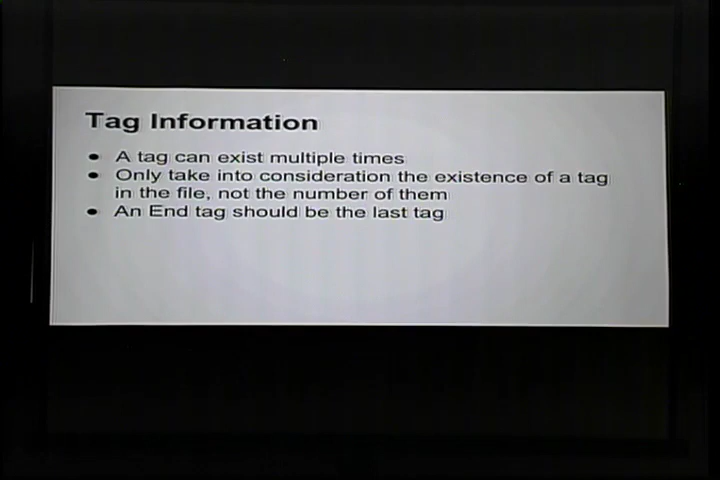 Tag Information
● A tag can exist multiple times
● Only take into consideration the existence of a tag
in the file, not the number of them
● An End tag should be the last tag